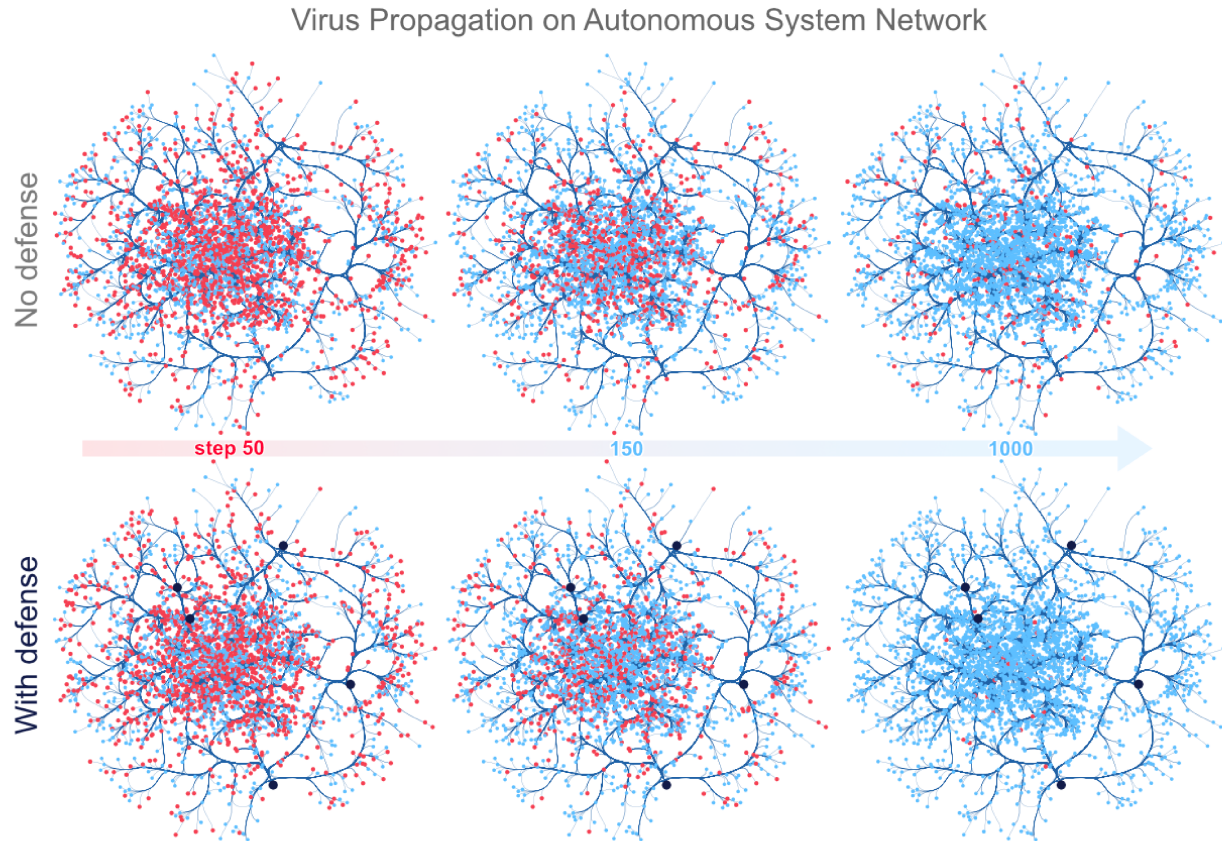 Virus Propagation on Autonomous System Network
No defense
step 50 150 1000
With defense